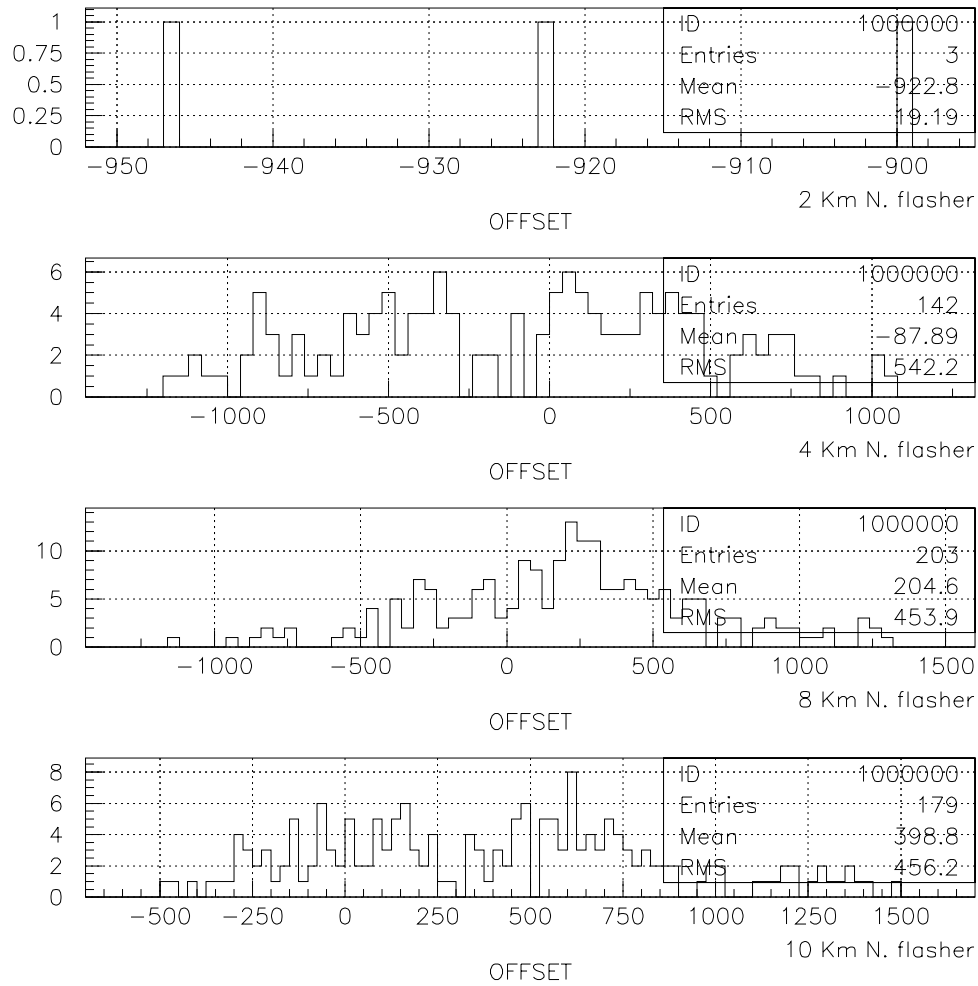 1
0.75
0.5
0.25
0
ID 1000000
Entries 3
Mean −922.8
RMS 19.19
−950 −940 −930 −920 −910 −900
2 Km N. flasher
OFFSET
6
4
2
0
ID 1000000
Entries 142
Mean −87.89
RMS 542.2
−1000 −500 0 500 1000
4 Km N. flasher
OFFSET
10
5
0
ID 1000000
Entries 203
Mean 204.6
RMS 453.9
−1000 −500 0 500 1000 1500
8 Km N. flasher
OFFSET
8
6
4
2
0
ID 1000000
Entries 179
Mean 398.8
RMS 456.2
−500 −250 0 250 500 750 1000 1250 1500
10 Km N. flasher
OFFSET